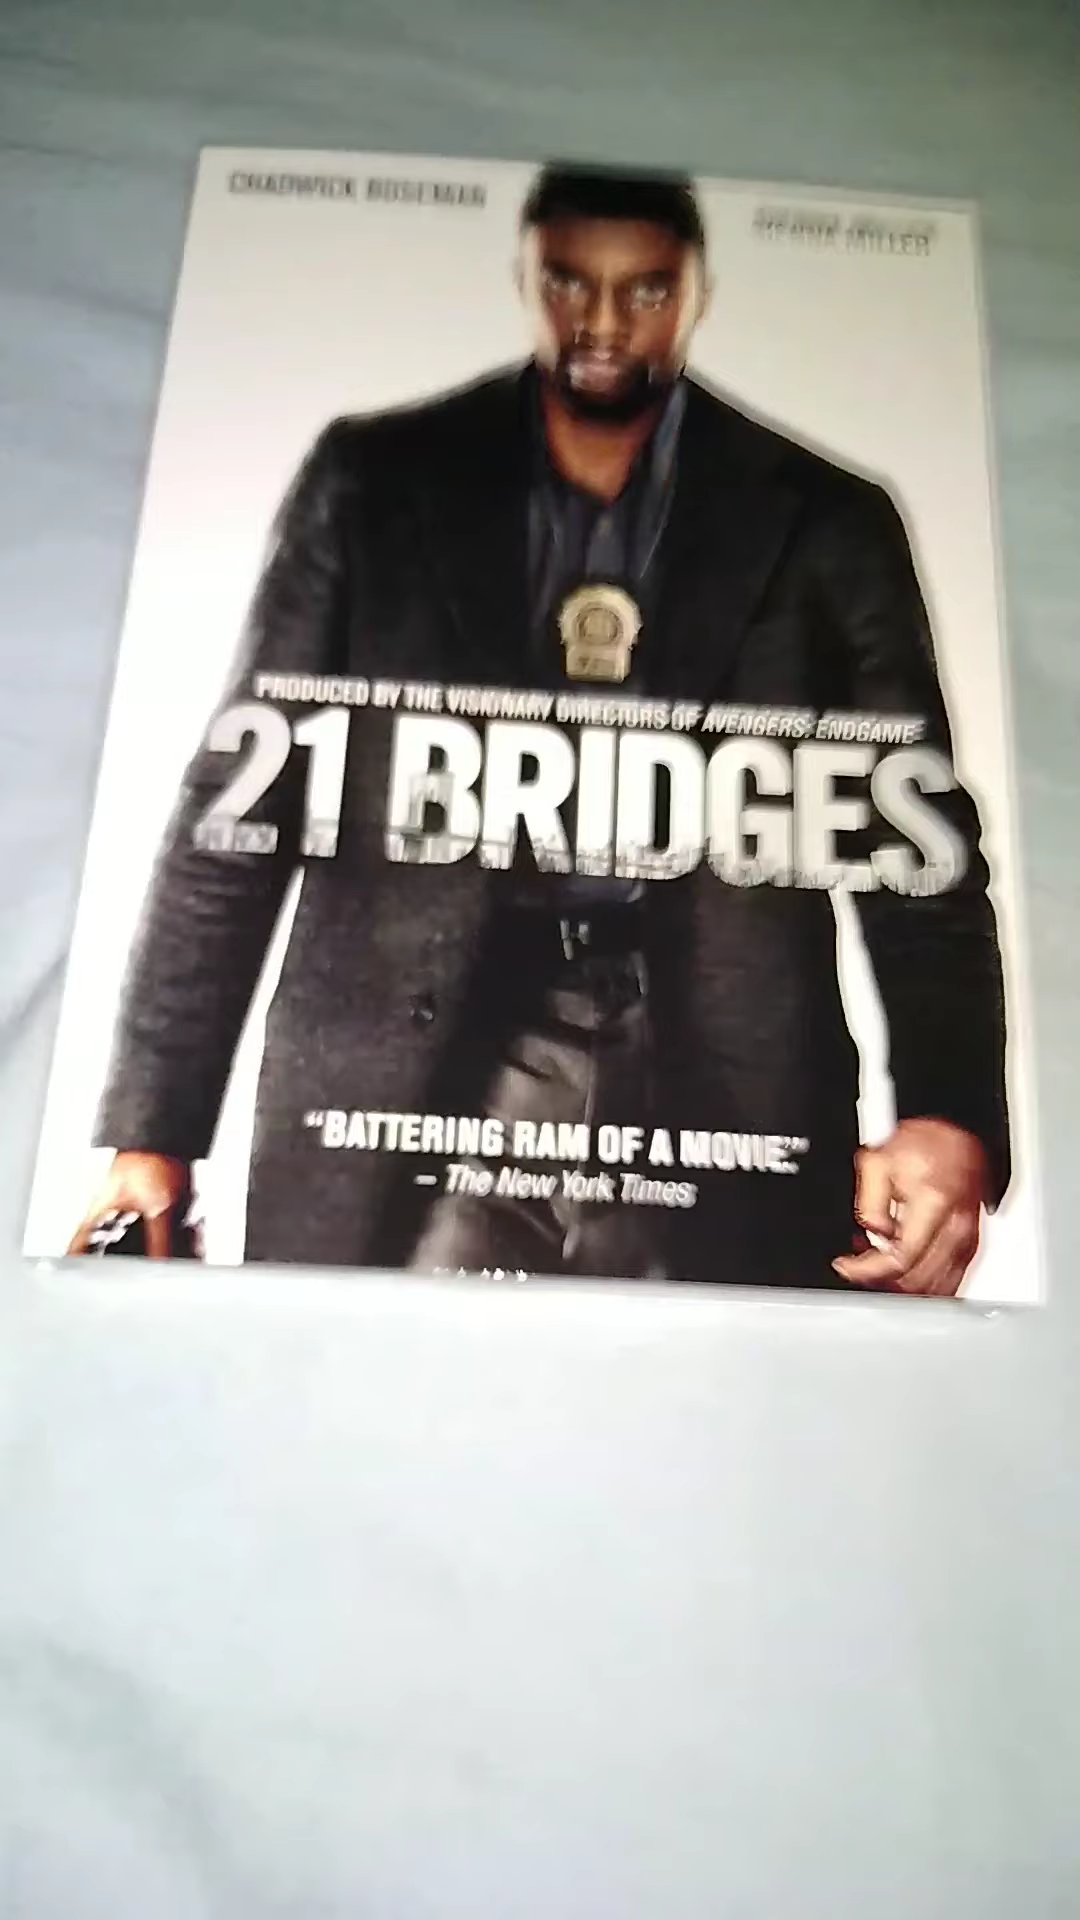 CHADWICK BOSEMAN
SIENNA MILLER
PRODUCED BY THE VISIONARY DIRECTORS OF AVENGERS: ENDGAME
21 BRIDGES
"BATTERING RAM OF A MOVIE."
– The New York Times